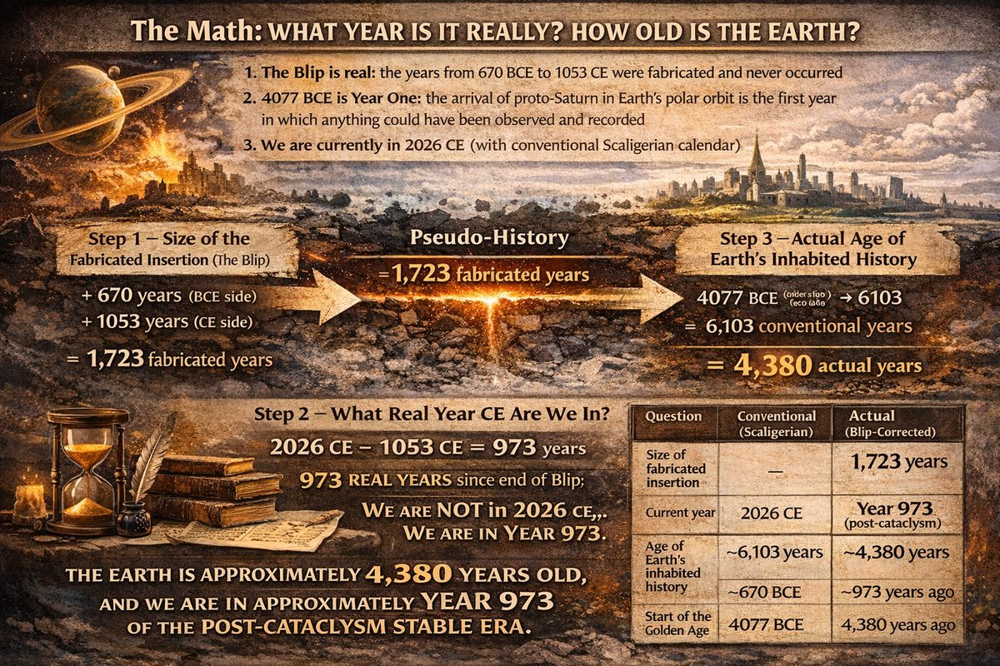 The Math: WHAT YEAR IS IT REALLY? HOW OLD IS THE EARTH?
1. The Blip is real: the years from 670 BCE to 1053 CE were fabricated and never occurred
2. 4077 BCE is Year One: the arrival of proto-Saturn in Earth's polar orbit is the first year
in which anything could have been observed and recorded
3. We are currently in 2026 CE (with conventional Scaligerian calendar)
Step 1 – Size of the
Fabricated Insertion (The Blip)
+ 670 years (BCE side)
+ 1053 years (CE side)
= 1,723 fabricated years
Pseudo-History
=1,723 fabricated years
Step 3 – Actual Age of
Earth's Inhabited History
4077 BCE → 6103
= 6,103 conventional years
= 4,380 actual years
Step 2 – What Real Year CE Are We In?
2026 CE – 1053 CE = 973 years
973 REAL YEARS since end of Blip;
WE ARE NOT in 2026 CE,,.
WE ARE IN YEAR 973.
THE EARTH IS APPROXIMATELY 4,380 YEARS OLD,
AND WE ARE IN APPROXIMATELY YEAR 973
OF THE POST-CATACLYSM STABLE ERA.
Question Conventional (Scaligerian) Actual (Blip-Corrected)
Size of fabricated insertion — 1,723 years
Current year 2026 CE Year 973 (post-cataclysm)
Age of Earth's inhabited history ~6,103 years ~4,380 years
~670 BCE ~973 years ago
Start of the Golden Age 4077 BCE 4,380 years ago